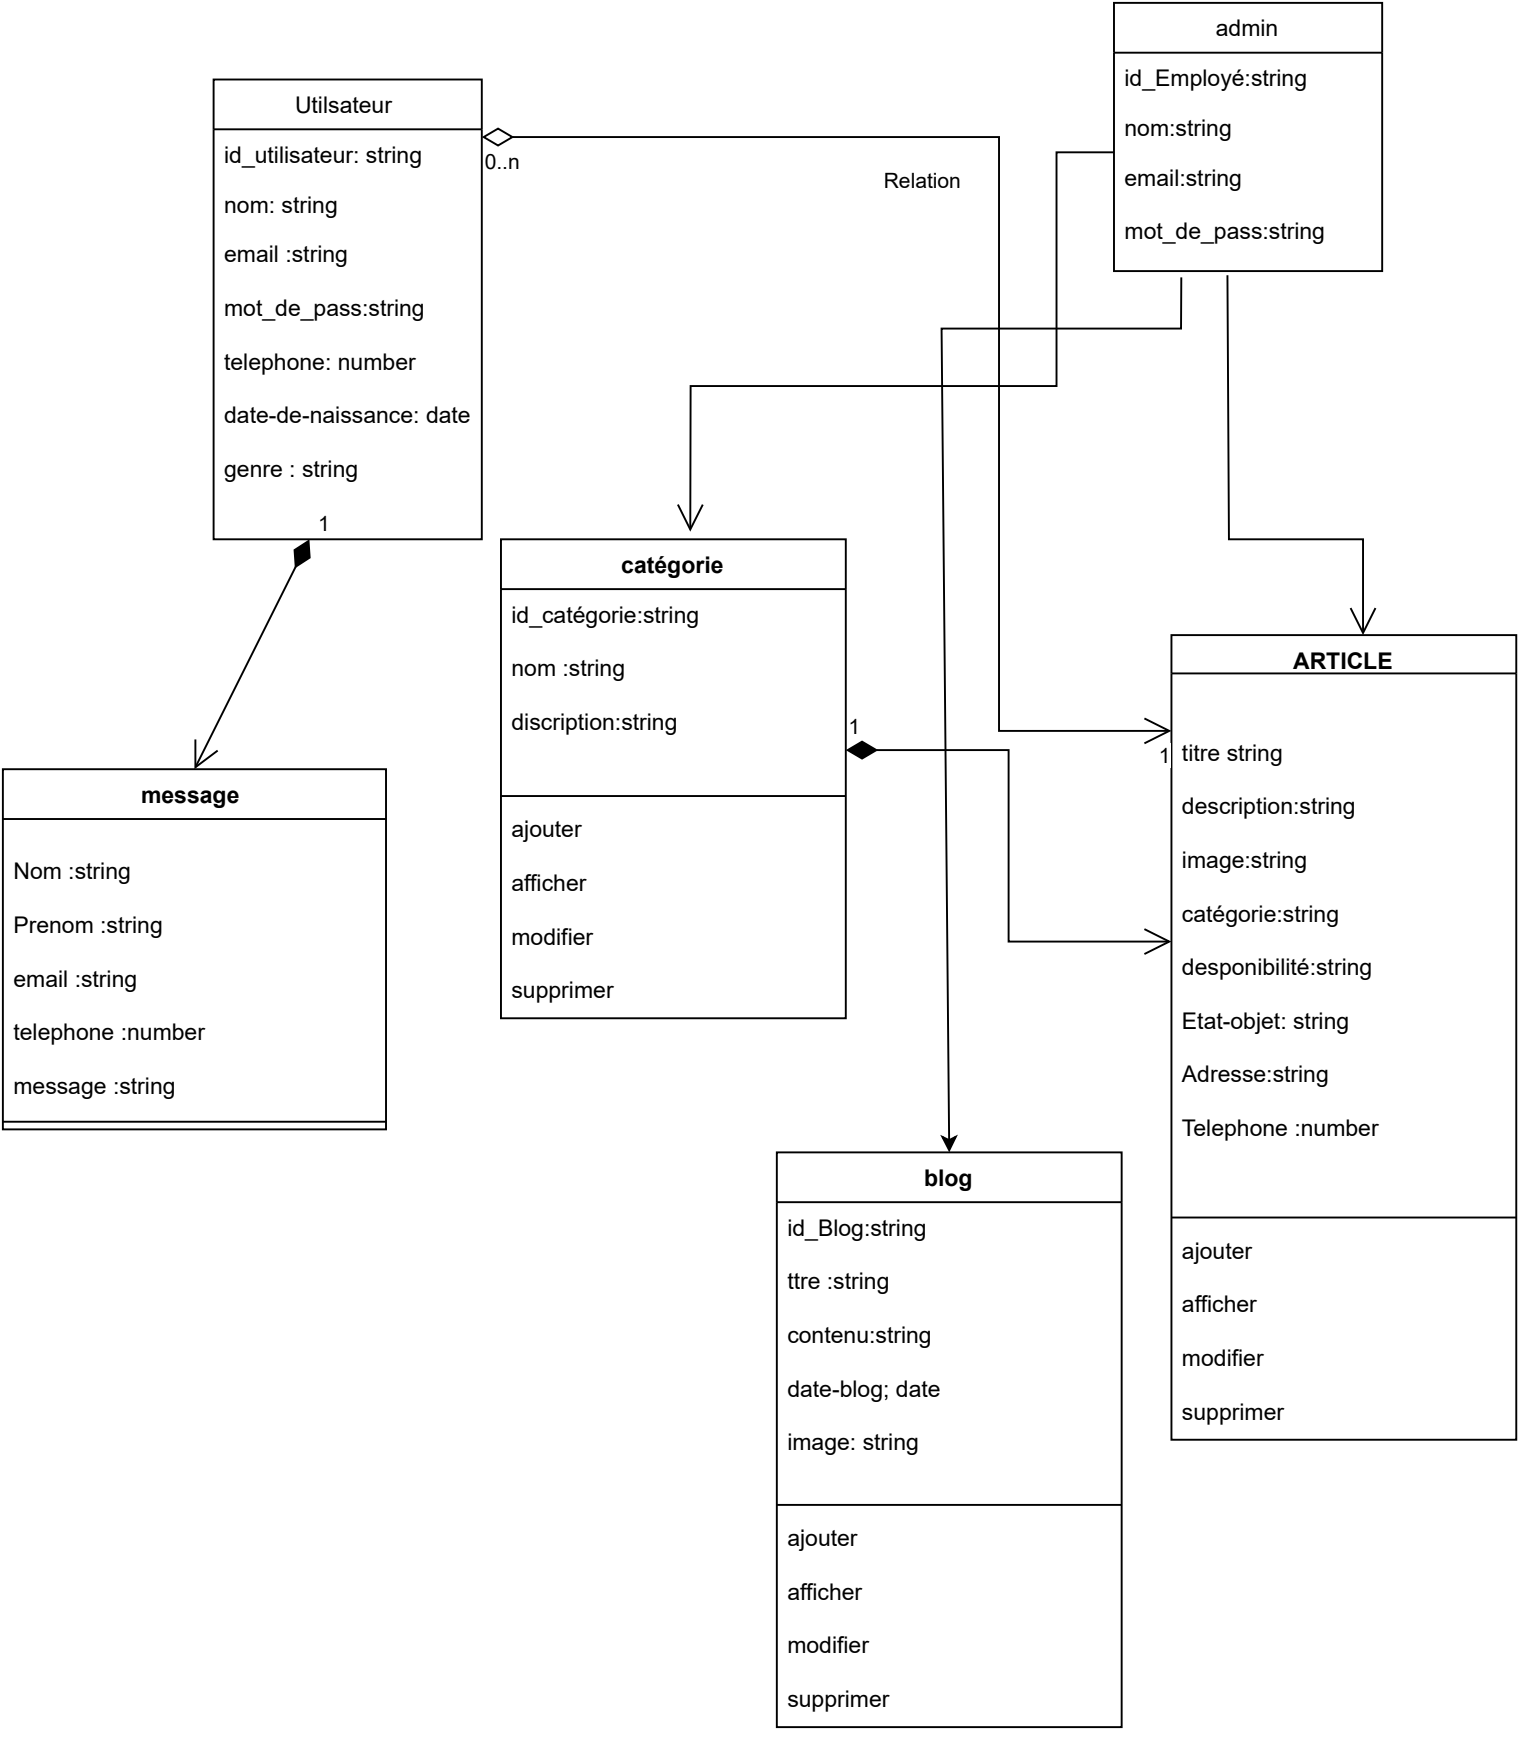 admin
id_Employé:string
nom:string
email:string
mot_de_pass:string
Utilsateur
id_utilisateur: string
nom: string
email :string
mot_de_pass:string
telephone: number
date-de-naissance: date
genre : string
0..n
Relation
1
catégorie
id_catégorie:string
nom :string
discription:string
ajouter
afficher
modifier
supprimer
1
1
ARTICLE
titre string
description:string
image:string
catégorie:string
desponibilité:string
Etat-objet: string
Adresse:string
Telephone :number
ajouter
afficher
modifier
supprimer
message
Nom :string
Prenom :string
email :string
telephone :number
message :string
blog
id_Blog:string
ttre :string
contenu:string
date-blog; date
image: string
ajouter
afficher
modifier
supprimer